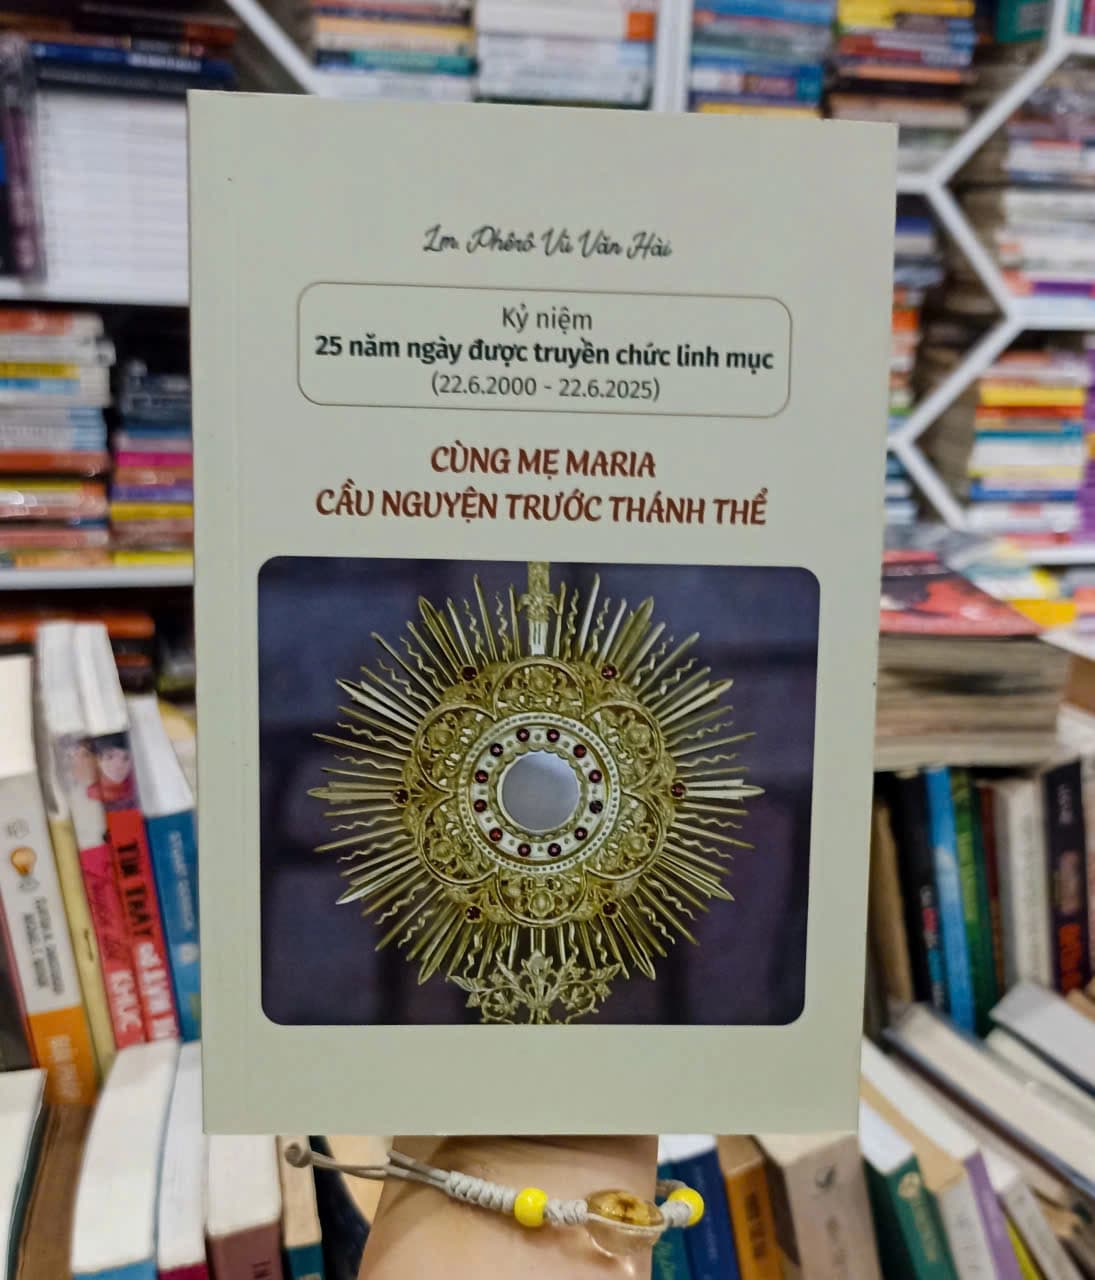 Lm. Phêrô Vũ Văn Hài
Kỷ niệm
25 năm ngày được truyền chức linh mục
(22.6.2000 - 22.6.2025)
CÙNG MẸ MARIA
CẦU NGUYỆN TRƯỚC THÁNH THỂ